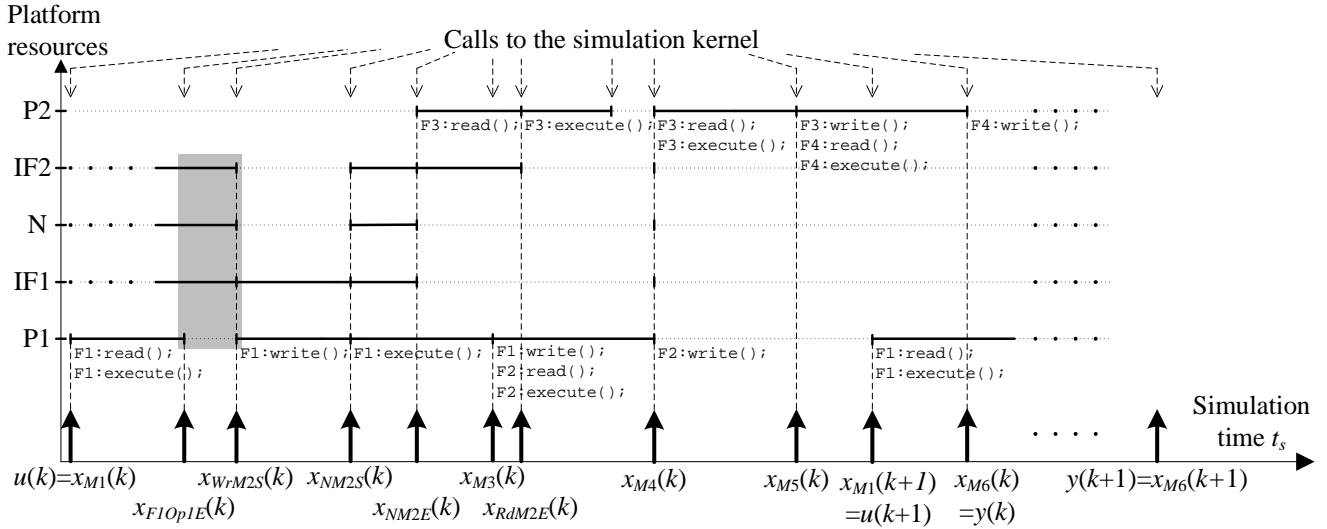 Platform
resources
Calls to the simulation kernel
P2
F3:read();
F3:execute();
F3:read();
F3:execute();
F3:write();
F4:read();
F4:execute();
F4:write();
IF2
N
IF1
P1
F1:read();
F1:execute();
F1:write();
F1:execute();
F1:write();
F2:read();
F2:execute();
F2:write();
F1:read();
F1:execute();
Simulation
time ts
u(k)=xM1(k)
xF1Op1E(k)
xWrM2S(k)
xNM2S(k)
xNM2E(k)
xM3(k)
xRdM2E(k)
xM4(k)
xM5(k)
xM1(k+1)
=u(k+1)
xM6(k)
=y(k)
y(k+1)=xM6(k+1)